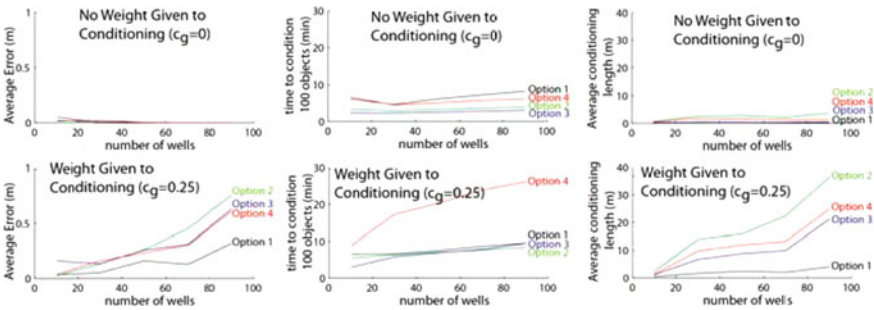 No Weight Given to
Conditioning (cg=0)
Average Error (m)
1
0.5
0
0 20 40 60 80 100
number of wells
No Weight Given to
Conditioning (cg=0)
time to condition
100 objects (min)
30
20
10
0
Option 1
Option 4
Option 2
Option 3
0 20 40 60 80 100
number of wells
No Weight Given to
Conditioning (cg=0)
Average conditioning
length (m)
40
30
20
10
0
Option 2
Option 4
Option 3
Option 1
0 20 40 60 80 100
number of wells
Weight Given to
Conditioning (cg=0.25)
Average Error (m)
1
0.5
0
Option 2
Option 3
Option 4
Option 1
0 20 40 60 80 100
number of wells
Weight Given to
Conditioning (cg=0.25)
time to condition
100 objects (min)
30
20
10
0
Option 4
Option 1
Option 3
Option 2
0 20 40 60 80 100
number of wells
Weight Given to
Conditioning (cg=0.25)
Average conditioning
length (m)
40
30
20
10
0
Option 2
Option 4
Option 3
Option 1
0 20 40 60 80 100
number of wells